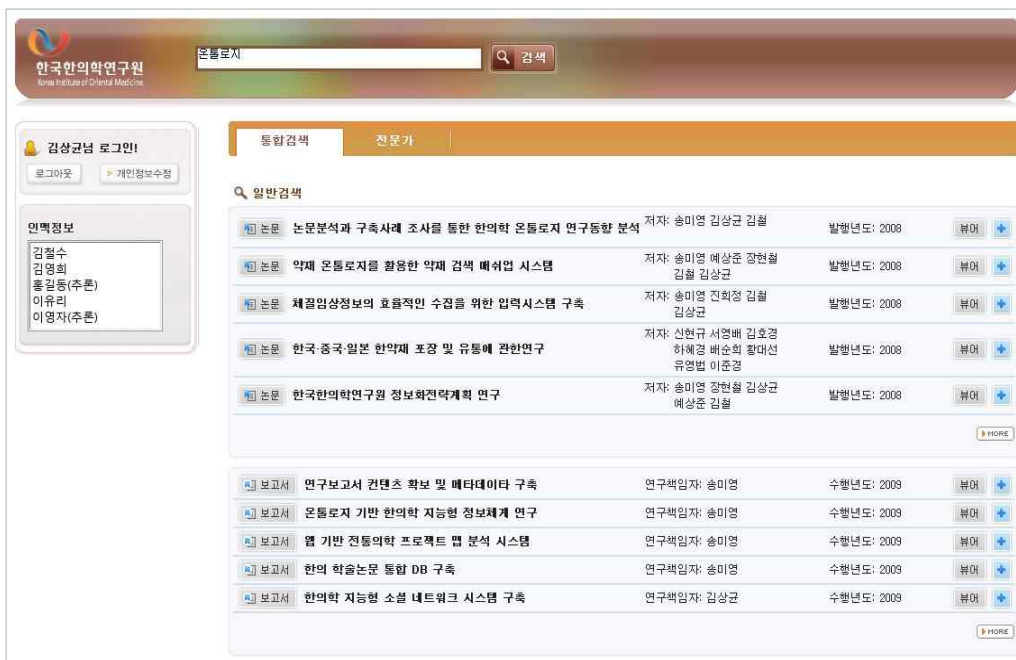 한국한의학연구원
Korea Institute of Oriental Medicine.
온톨로지
검색
김상균님 로그인!
로그아웃
개인정보수정
인맥정보
김철수
김영희
홍길동(추론)
이유리
이영자(추론)
통합검색 전문가
일반검색
논문 논문분석과 구축사례 조사를 통한 한의학 온톨로지 연구동향 분석 저자: 송미영 김상균 김철 발행년도: 2008 뷰어
논문 약재 온톨로지를 활용한 약재 검색 매쉬업 시스템 저자: 송미영 예상준 장현철 발행년도: 2008 뷰어
김철 김상균
논문 체질임상정보의 효율적인 수집을 위한 입력시스템 구축 저자: 송미영 진희정 김철 발행년도: 2008 뷰어
김상균
논문 한국·중국·일본 한약재 포장 및 유통에 관한연구 저자: 신현규 서영배 김호경 발행년도: 2008 뷰어
하혜경 배순희 황대선
유영법 이준경
논문 한국한의학연구원 정보화전략계획 연구 저자: 송미영 장현철 김상균 발행년도: 2008 뷰어
예상준 김철
MORE
보고서 연구보고서 컨텐츠 확보 및 메타데이타 구축 연구책임자: 송미영 수행년도: 2009 뷰어
보고서 온톨로지 기반 한의학 지능형 정보체계 연구 연구책임자: 송미영 수행년도: 2009 뷰어
보고서 웹 기반 전통의학 프로젝트 맵 분석 시스템 연구책임자: 송미영 수행년도: 2009 뷰어
보고서 한의 학술논문 통합 DB 구축 연구책임자: 송미영 수행년도: 2009 뷰어
보고서 한의학 지능형 소셜 네트워크 시스템 구축 연구책임자: 김상균 수행년도: 2009 뷰어
MORE